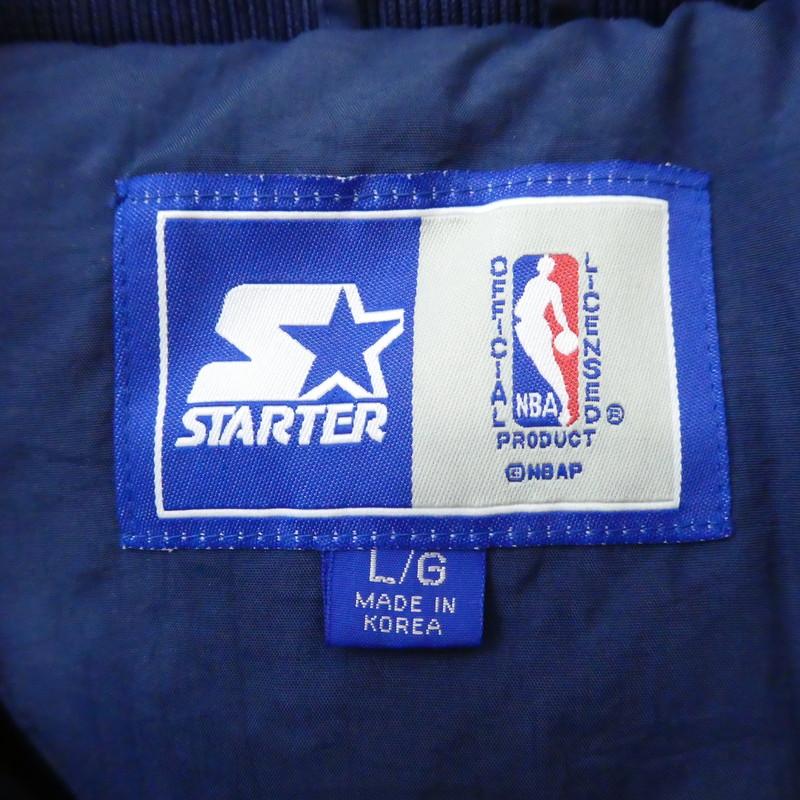 STARTER
OFFICIAL
LICENSED
NBA
®
PRODUCT
©NBAP
L/G
MADE IN
KOREA